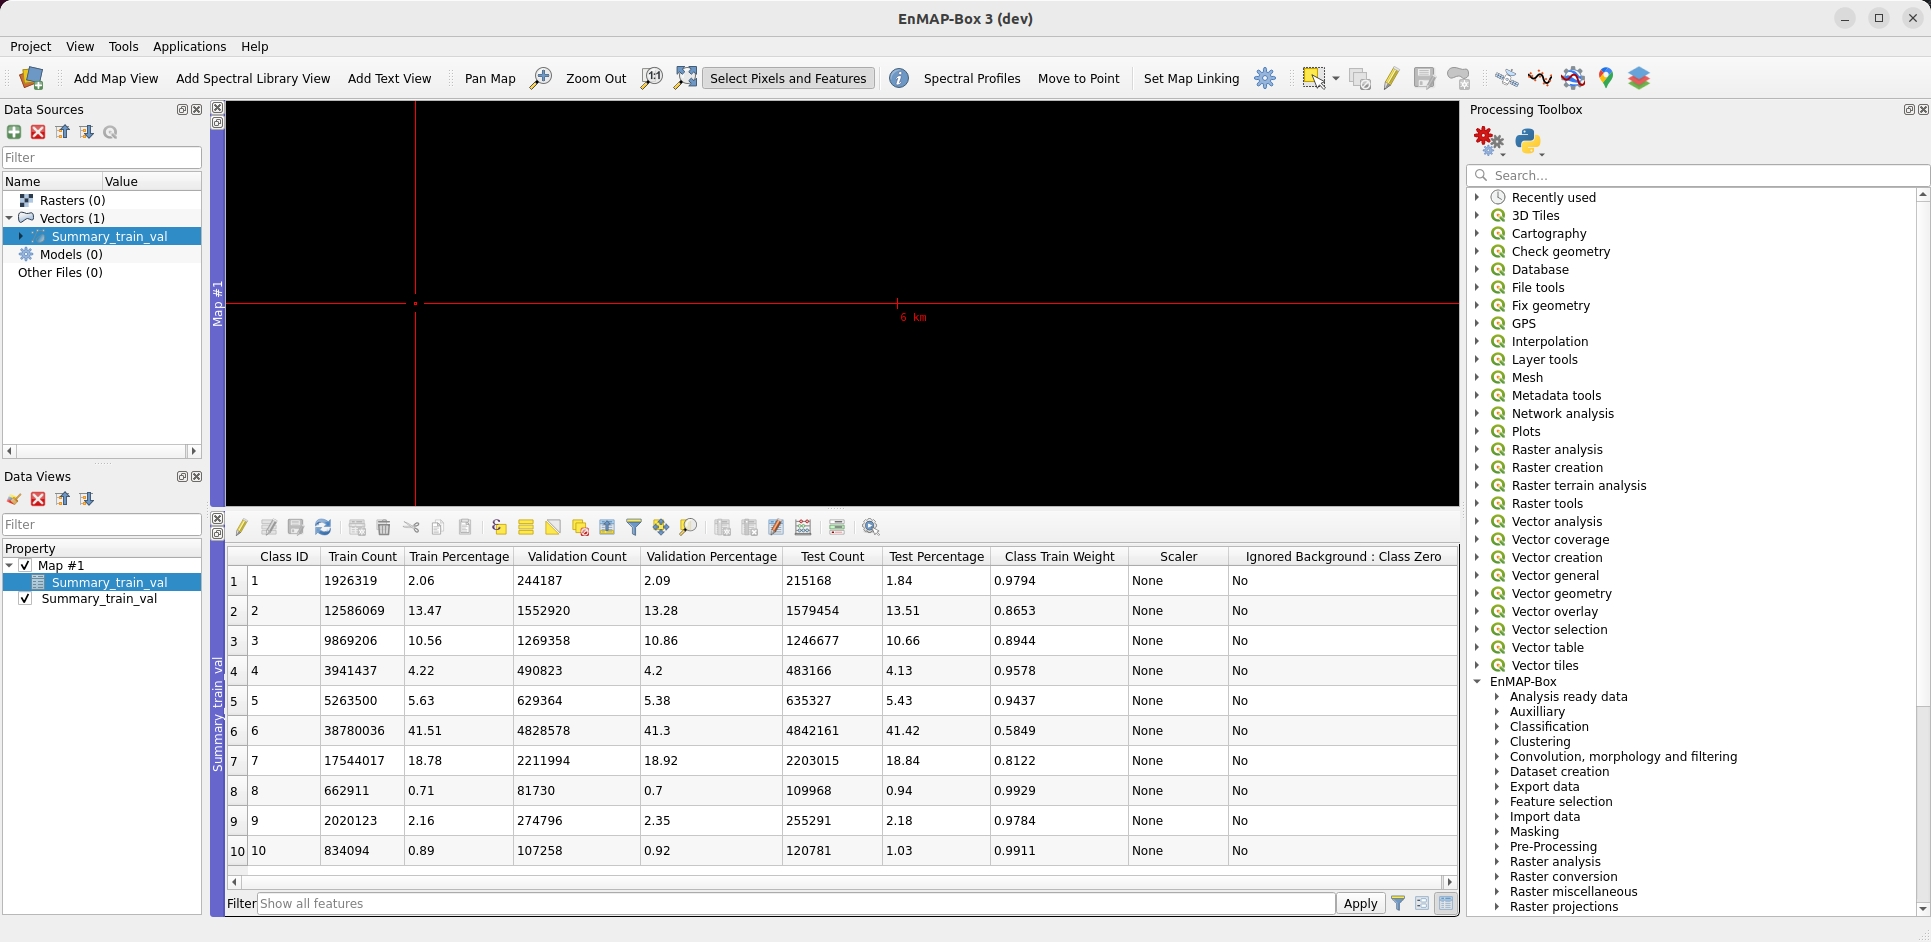 EnMAP-Box 3 (dev)
Project View Tools Applications Help
Add Map View Add Spectral Library View Add Text View Pan Map Zoom Out 1:1 Select Pixels and Features Spectral Profiles Move to Point Set Map Linking
Data Sources
Filter
Name Value
Rasters (0)
Vectors (1)
Summary_train_val
Models (0)
Other Files (0)
Data Views
Filter
Property
Map #1
Summary_train_val
Summary_train_val
Map #1
6 km
Summary_train_val
Class ID Train Count Train Percentage Validation Count Validation Percentage Test Count Test Percentage Class Train Weight Scaler Ignored Background : Class Zero
1 1 1926319 2.06 244187 2.09 215168 1.84 0.9794 None No
2 2 12586069 13.47 1552920 13.28 1579454 13.51 0.8653 None No
3 3 9869206 10.56 1269358 10.86 1246677 10.66 0.8944 None No
4 4 3941437 4.22 490823 4.2 483166 4.13 0.9578 None No
5 5 5263500 5.63 629364 5.38 635327 5.43 0.9437 None No
6 6 38780036 41.51 4828578 41.3 4842161 41.42 0.5849 None No
7 7 17544017 18.78 2211994 18.92 2203015 18.84 0.8122 None No
8 8 662911 0.71 81730 0.7 109968 0.94 0.9929 None No
9 9 2020123 2.16 274796 2.35 255291 2.18 0.9784 None No
10 10 834094 0.89 107258 0.92 120781 1.03 0.9911 None No
Filter Show all features Apply
Processing Toolbox
Search...
Recently used
3D Tiles
Cartography
Check geometry
Database
File tools
Fix geometry
GPS
Interpolation
Layer tools
Mesh
Metadata tools
Network analysis
Plots
Raster analysis
Raster creation
Raster terrain analysis
Raster tools
Vector analysis
Vector coverage
Vector creation
Vector general
Vector geometry
Vector overlay
Vector selection
Vector table
Vector tiles
EnMAP-Box
Analysis ready data
Auxilliary
Classification
Clustering
Convolution, morphology and filtering
Dataset creation
Export data
Feature selection
Import data
Masking
Pre-Processing
Raster analysis
Raster conversion
Raster miscellaneous
Raster projections